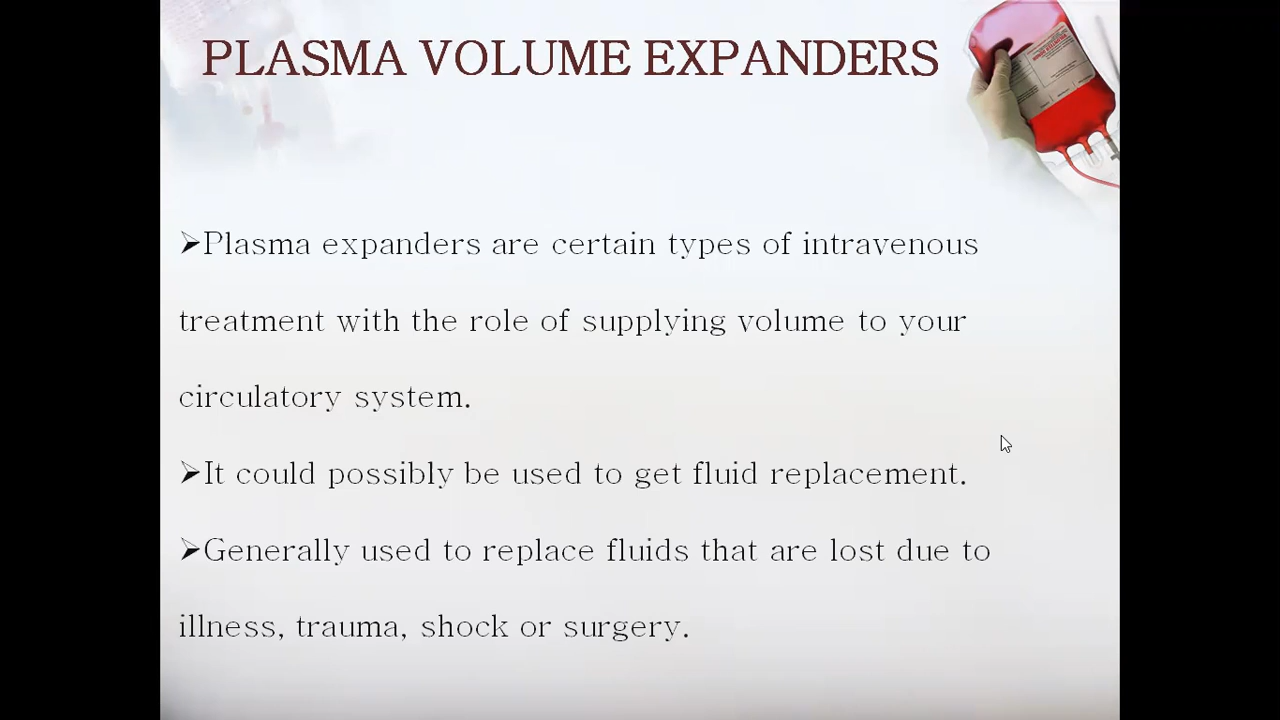 PLASMA VOLUME EXPANDERS
➢Plasma expanders are certain types of intravenous
treatment with the role of supplying volume to your
circulatory system.
➢It could possibly be used to get fluid replacement.
➢Generally used to replace fluids that are lost due to
illness, trauma, shock or surgery.